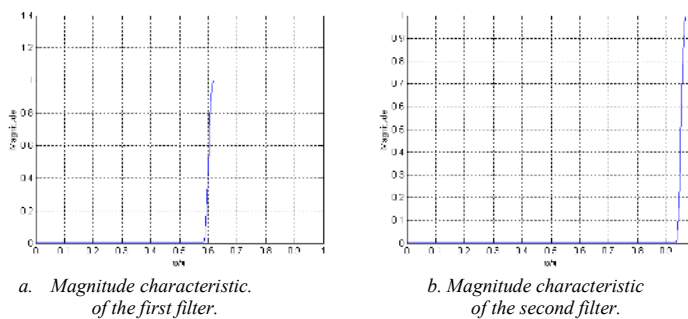 1.4
1.2
1
0.8
0.6
0.4
0.2
0
Magnitude
0 0.1 0.2 0.3 0.4 0.5 0.6 0.7 0.8 0.9 1
ω/π
1
0.9
0.8
0.7
0.6
0.5
0.4
0.3
0.2
0.1
0
Magnitude
0 0.1 0.2 0.3 0.4 0.5 0.6 0.7 0.8 0.9
ω/π
a. Magnitude characteristic.
of the first filter.
b. Magnitude characteristic
of the second filter.